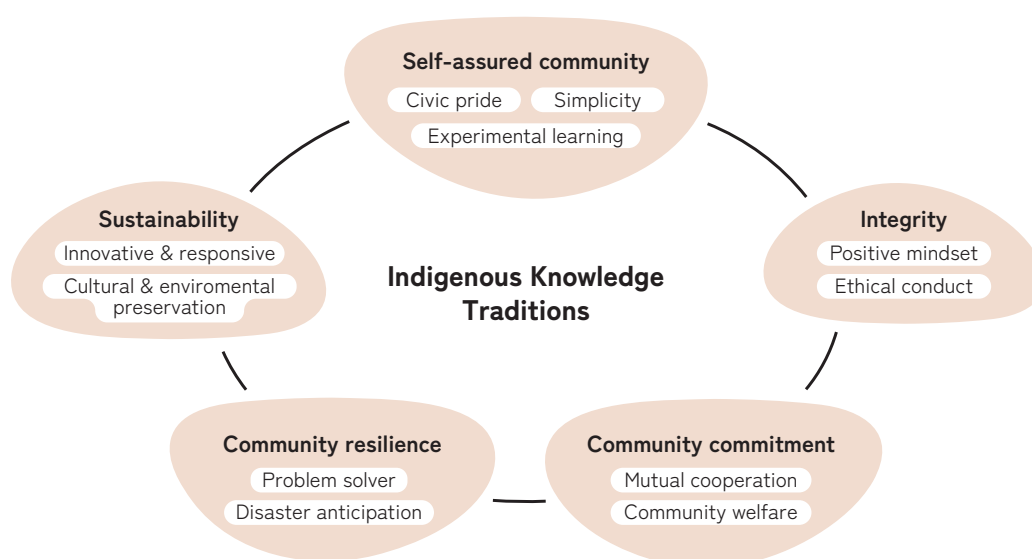 Self-assured community
Civic pride
Simplicity
Experimental learning
Sustainability
Innovative & responsive
Cultural & enviromental
preservation
Indigenous Knowledge
Traditions
Integrity
Positive mindset
Ethical conduct
Community resilience
Problem solver
Disaster anticipation
Community commitment
Mutual cooperation
Community welfare